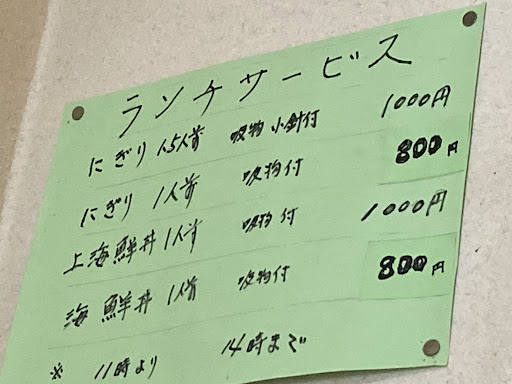 ランチサービス
にぎり 1.5人前 吸物 小鉢付 1000円
にぎり 1人前 吸物付 800円
上海鮮丼 1人前 吸物付 1000円
海鮮丼 1人前 吸物付 800円
※ 11時より 14時まで